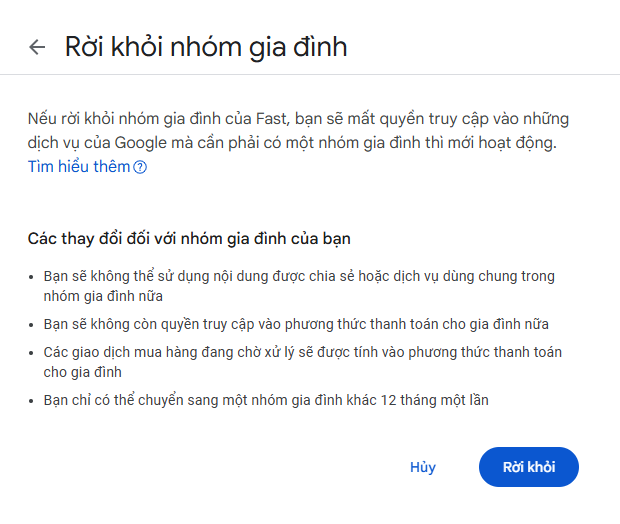 Rời khỏi nhóm gia đình
Nếu rời khỏi nhóm gia đình của Fast, bạn sẽ mất quyền truy cập vào những
dịch vụ của Google mà cần phải có một nhóm gia đình thì mới hoạt động.
Tìm hiểu thêm
Các thay đổi đối với nhóm gia đình của bạn
Bạn sẽ không thể sử dụng nội dung được chia sẻ hoặc dịch vụ dùng chung trong
nhóm gia đình nữa
Bạn sẽ không còn quyền truy cập vào phương thức thanh toán cho gia đình nữa
Các giao dịch mua hàng đang chờ xử lý sẽ được tính vào phương thức thanh toán
cho gia đình
Bạn chỉ có thể chuyển sang một nhóm gia đình khác 12 tháng một lần
Hủy
Rời khỏi